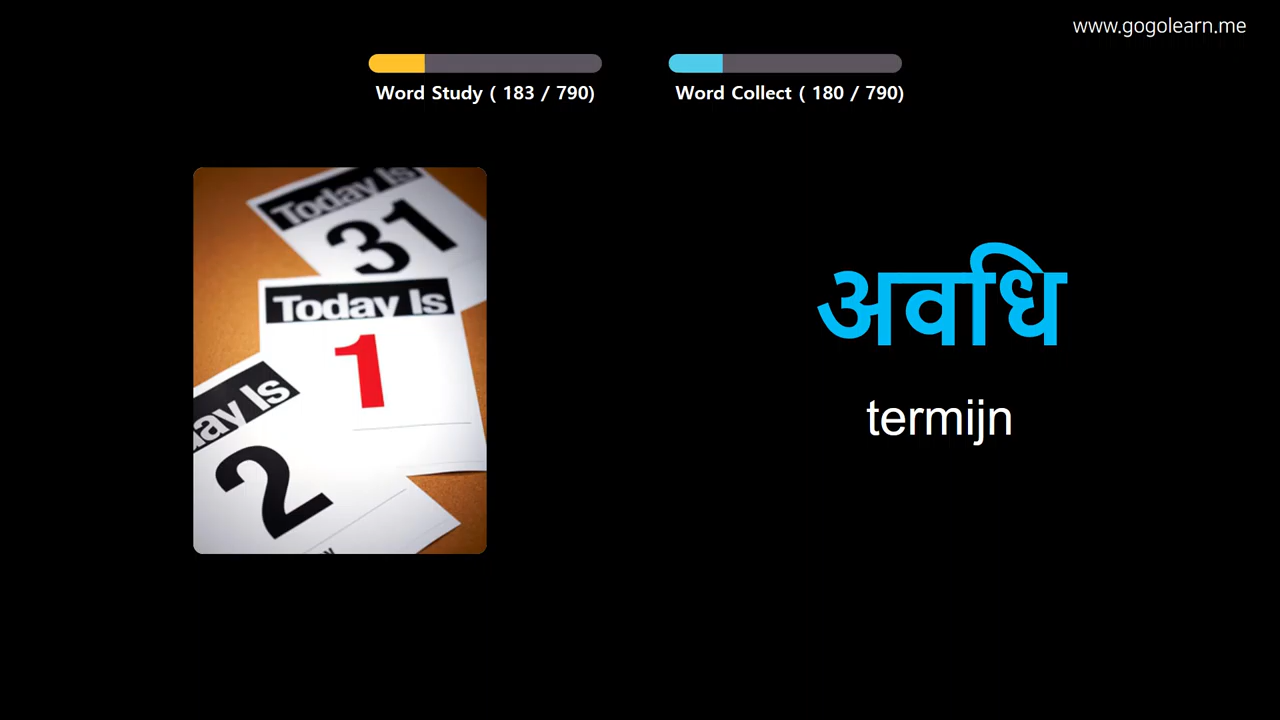 www.gogolearn.me
Word Study ( 183 / 790)
Word Collect ( 180 / 790)
Today Is
31
Today Is
1
ay Is
2
अवधि
termijn